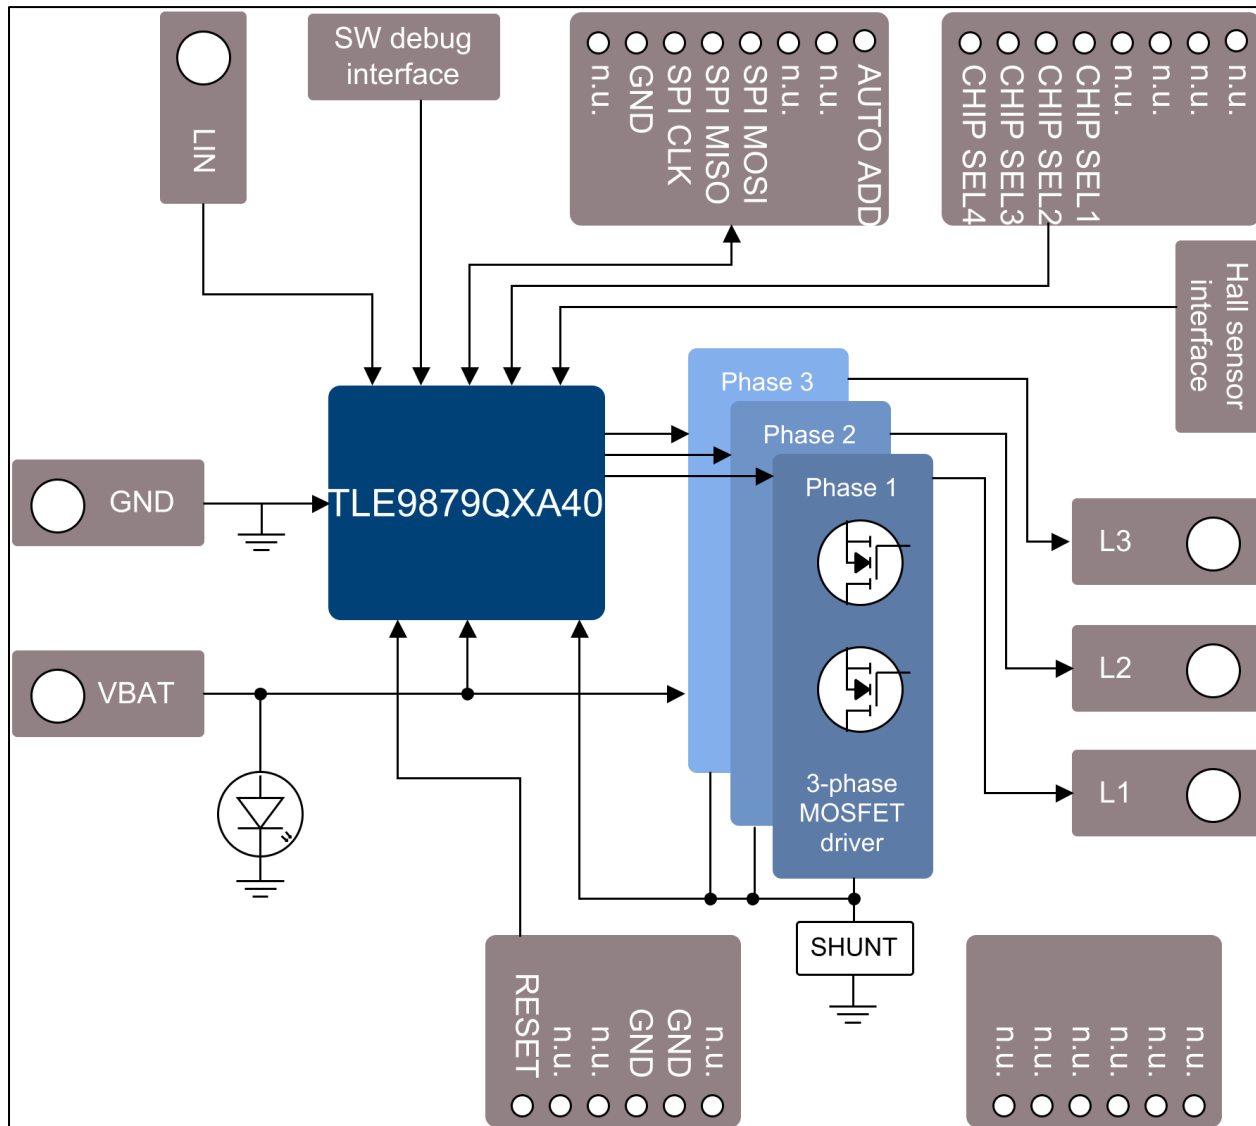 LIN
SW debug
interface
n.u.
GND
SPI CLK
SPI MISO
SPI MOSI
n.u.
n.u.
AUTO ADD
CHIP SEL4
CHIP SEL3
CHIP SEL2
CHIP SEL1
n.u.
n.u.
n.u.
n.u.
Hall sensor
interface
Phase 3
Phase 2
Phase 1
GND
TLE9879QXA40
L3
L2
VBAT
L1
3-phase
MOSFET
driver
SHUNT
RESET
n.u.
n.u.
GND
GND
n.u.
n.u.
n.u.
n.u.
n.u.
n.u.
n.u.